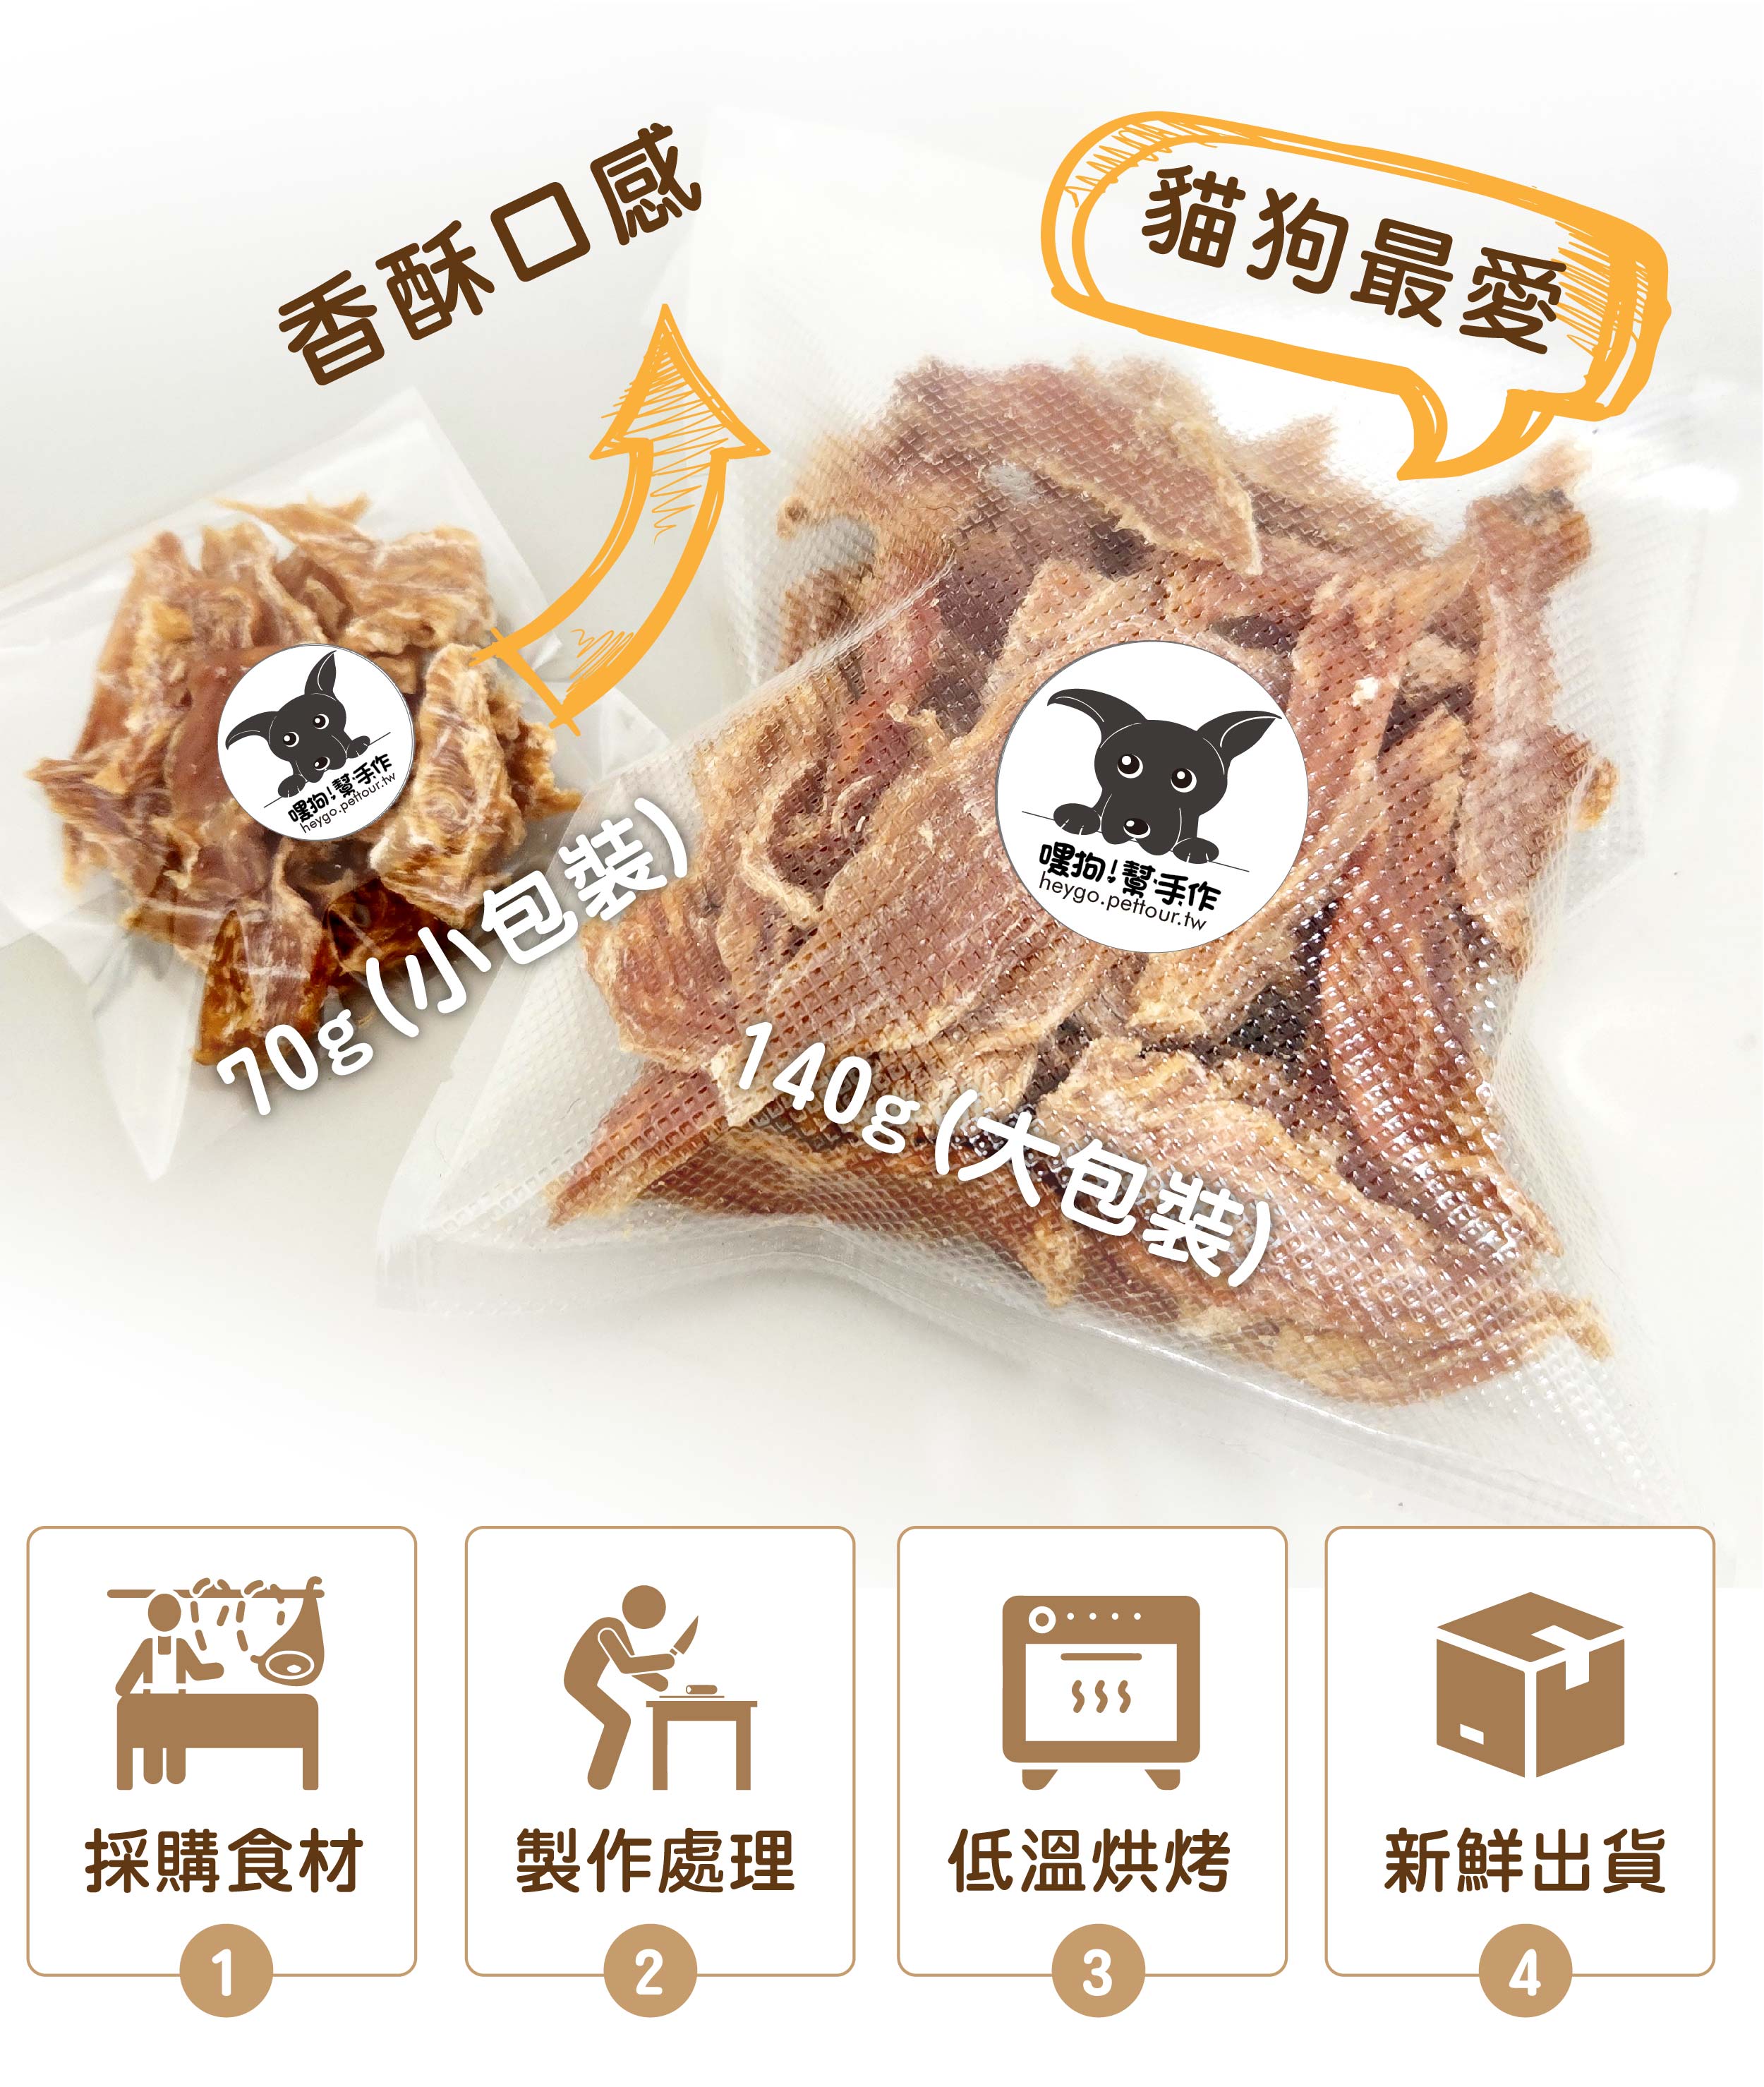 香酥口感
貓狗最愛
嘿狗!幫手作
heygo.pettour.tw
嘿狗!幫手作
heygo.pettour.tw
70g(小包裝)
140g(大包裝)
採購食材
製作處理
低溫烘烤
新鮮出貨
1
2
3
4